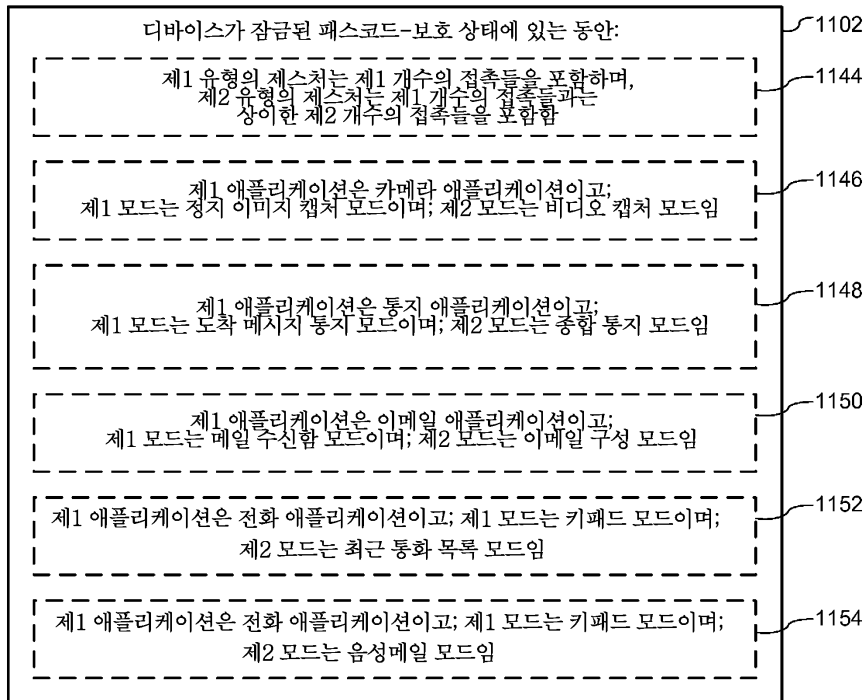 디바이스가 잠금된 패스코드-보호 상태에 있는 동안:
1102
제1 유형의 제스처는 제1 개수의 접촉들을 포함하며,
제2 유형의 제스처는 제1 개수의 접촉들과는
상이한 제2 개수의 접촉들을 포함함
1144
제1 애플리케이션은 카메라 애플리케이션이고;
제1 모드는 정지 이미지 캡처 모드이며; 제2 모드는 비디오 캡처 모드임
1146
제1 애플리케이션은 통지 애플리케이션이고;
제1 모드는 도착 메시지 통지 모드이며; 제2 모드는 종합 통지 모드임
1148
제1 애플리케이션은 이메일 애플리케이션이고;
제1 모드는 메일 수신함 모드이며; 제2 모드는 이메일 구성 모드임
1150
제1 애플리케이션은 전화 애플리케이션이고; 제1 모드는 키패드 모드이며;
제2 모드는 최근 통화 목록 모드임
1152
제1 애플리케이션은 전화 애플리케이션이고; 제1 모드는 키패드 모드이며;
제2 모드는 음성메일 모드임
1154